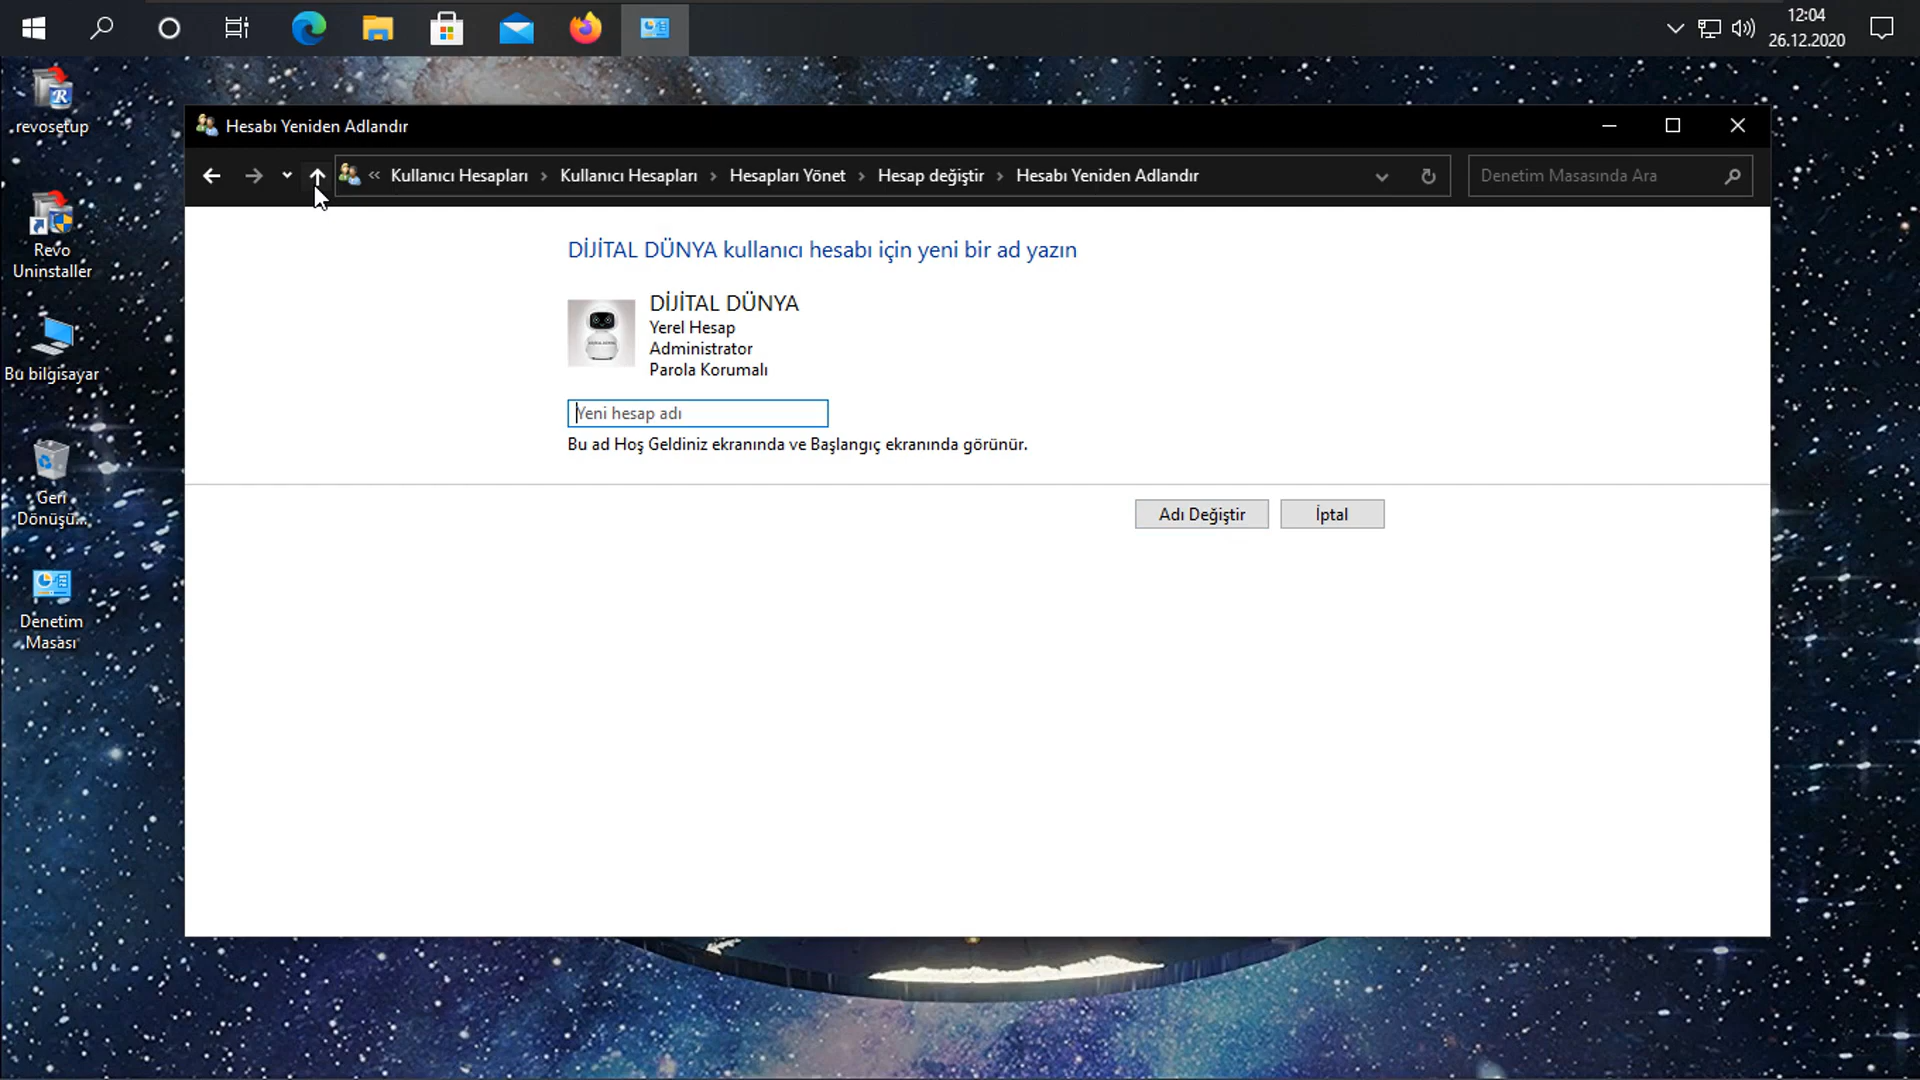 12:04
26.12.2020
revosetup
Revo
Uninstaller
Bu bilgisayar
Geri
Dönüşü...
Denetim
Masası
Hesabı Yeniden Adlandır
« Kullanıcı Hesapları › Kullanıcı Hesapları › Hesapları Yönet › Hesap değiştir › Hesabı Yeniden Adlandır
Denetim Masasında Ara
DİJİTAL DÜNYA kullanıcı hesabı için yeni bir ad yazın
DİJİTAL DÜNYA
Yerel Hesap
Administrator
Parola Korumalı
Yeni hesap adı
Bu ad Hoş Geldiniz ekranında ve Başlangıç ekranında görünür.
Adı Değiştir
İptal